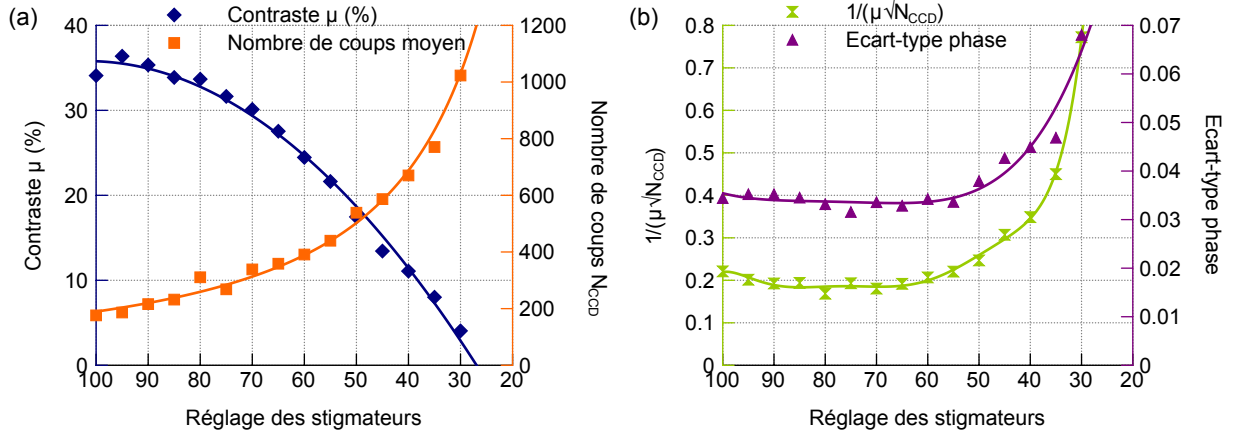 (a)
Contraste μ (%)
Nombre de coups moyen
40
30
20
10
0
1200
1000
800
600
400
200
0
Contraste μ (%)
Nombre de coups N_CCD
100 90 80 70 60 50 40 30 20
Réglage des stigmateurs
(b)
1/(μ√N_CCD)
Ecart-type phase
0.8
0.7
0.6
0.5
0.4
0.3
0.2
0.1
0
0.07
0.06
0.05
0.04
0.03
0.02
0.01
0
1/(μ√N_CCD)
Ecart-type phase
100 90 80 70 60 50 40 30 20
Réglage des stigmateurs